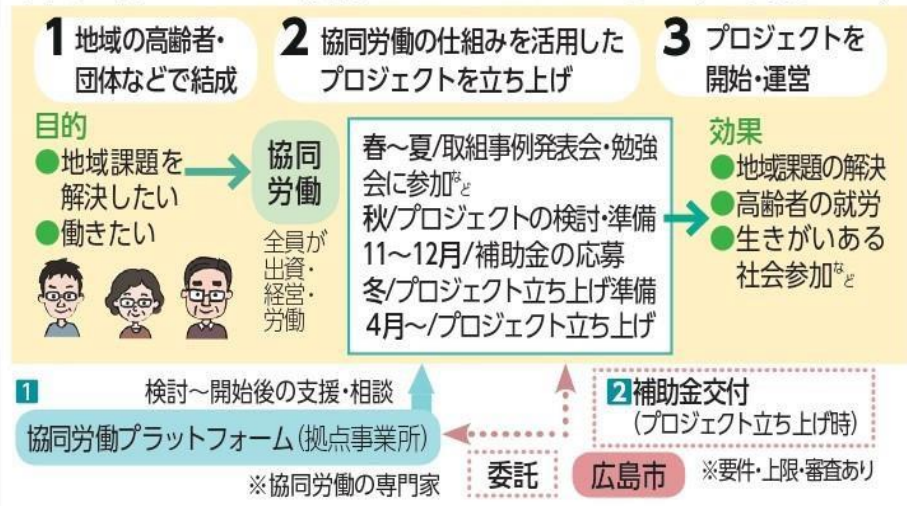 1 地域の高齢者・
団体などで結成
2 協同労働の仕組みを活用した
プロジェクトを立ち上げ
3 プロジェクトを
開始・運営
目的
●地域課題を
解決したい
●働きたい
協同
労働
全員が
出資・
経営・
労働
春〜夏/取組事例発表会・勉強
会に参加など
秋/プロジェクトの検討・準備
11〜12月/補助金の応募
冬/プロジェクト立ち上げ準備
4月〜/プロジェクト立ち上げ
効果
●地域課題の解決
●高齢者の就労
●生きがいある
社会参加など
1 検討〜開始後の支援・相談
協同労働プラットフォーム(拠点事業所)
※協同労働の専門家
委託
広島市
2 補助金交付
(プロジェクト立ち上げ時)
※要件・上限・審査あり